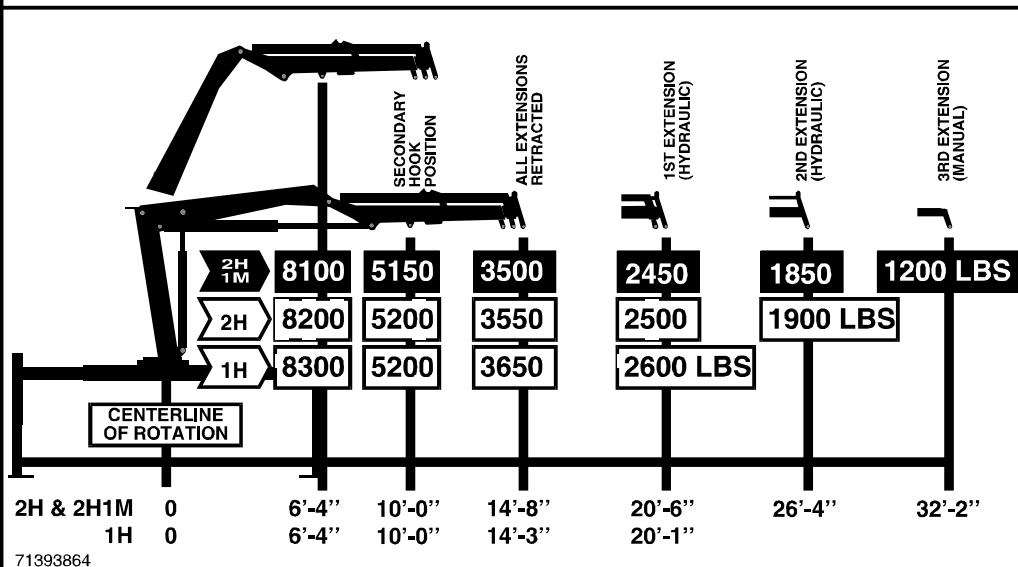 SECONDARY
HOOK
POSITION
ALL EXTENSIONS
RETRACTED
1ST EXTENSION
(HYDRAULIC)
2ND EXTENSION
(HYDRAULIC)
3RD EXTENSION
(MANUAL)
2H
1M
8100 5150 3500 2450 1850 1200 LBS
2H 8200 5200 3550 2500 1900 LBS
1H 8300 5200 3650 2600 LBS
CENTERLINE
OF ROTATION
2H & 2H1M 0 6'-4'' 10'-0'' 14'-8'' 20'-6'' 26'-4'' 32'-2''
1H 0 6'-4'' 10'-0'' 14'-3'' 20'-1''
71393864